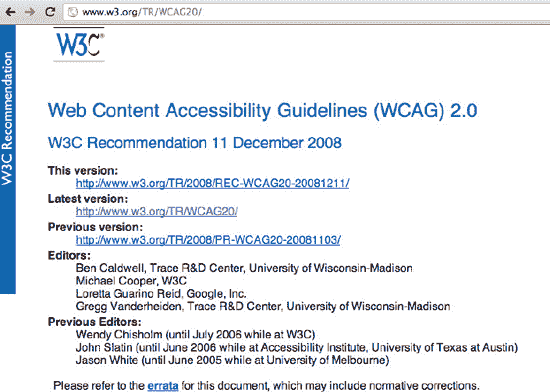 www.w3.org/TR/WCAG20/
W3C Recommendation
W3C®
Web Content Accessibility Guidelines (WCAG) 2.0
W3C Recommendation 11 December 2008
This version:
http://www.w3.org/TR/2008/REC-WCAG20-20081211/
Latest version:
http://www.w3.org/TR/WCAG20/
Previous version:
http://www.w3.org/TR/2008/PR-WCAG20-20081103/
Editors:
Ben Caldwell, Trace R&D Center, University of Wisconsin-Madison
Michael Cooper, W3C
Loretta Guarino Reid, Google, Inc.
Gregg Vanderheiden, Trace R&D Center, University of Wisconsin-Madison
Previous Editors:
Wendy Chisholm (until July 2006 while at W3C)
John Slatin (until June 2006 while at Accessibility Institute, University of Texas at Austin)
Jason White (until June 2005 while at University of Melbourne)
Please refer to the errata for this document, which may include normative corrections.